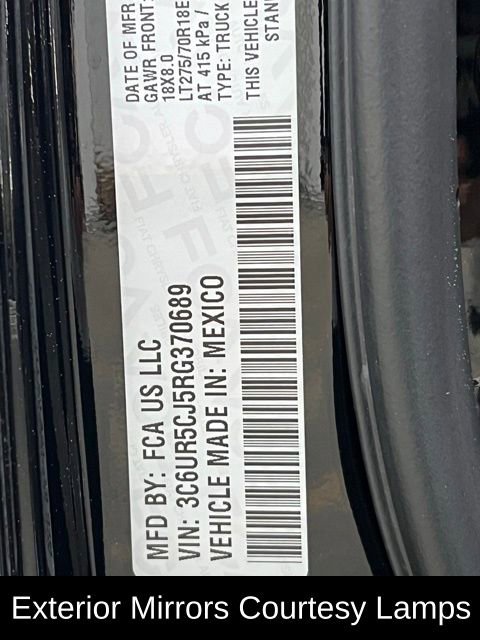 MFD BY: FCA US LLC
VIN: 3C6UR5CJ5RG370689
VEHICLE MADE IN: MEXICO
DATE OF MFR
GAWR FRONT:
18X8.0
LT275/70R18E
AT 415 kPa /
TYPE: TRUCK
THIS VEHICLE
STAN
Exterior Mirrors Courtesy Lamps